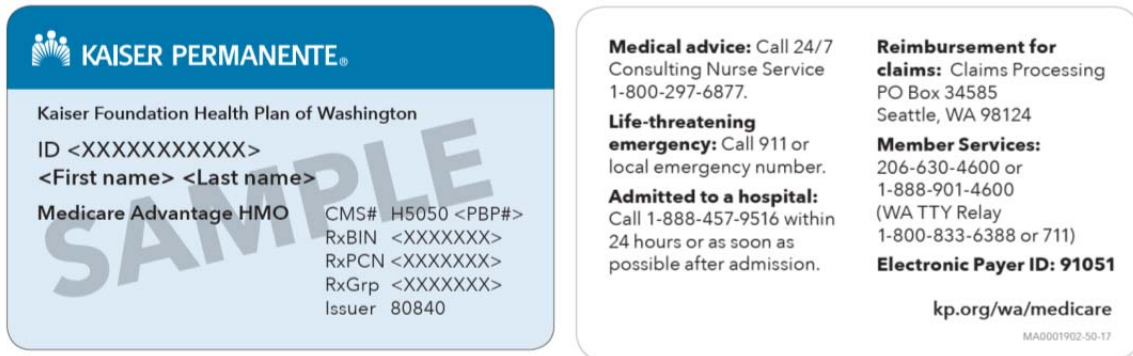 KAISER PERMANENTE®
Kaiser Foundation Health Plan of Washington
ID <XXXXXXXXXXX>
<First name> <Last name>
Medicare Advantage HMO
CMS# H5050 <PBP#>
RxBIN <XXXXXXX>
RxPCN <XXXXXXX>
RxGrp <XXXXXXX>
Issuer 80840
SAMPLE
Medical advice: Call 24/7
Consulting Nurse Service
1-800-297-6877.
Life-threatening
emergency: Call 911 or
local emergency number.
Admitted to a hospital:
Call 1-888-457-9516 within
24 hours or as soon as
possible after admission.
Reimbursement for
claims: Claims Processing
PO Box 34585
Seattle, WA 98124
Member Services:
206-630-4600 or
1-888-901-4600
(WA TTY Relay
1-800-833-6388 or 711)
Electronic Payer ID: 91051
kp.org/wa/medicare
MA0001902-50-17